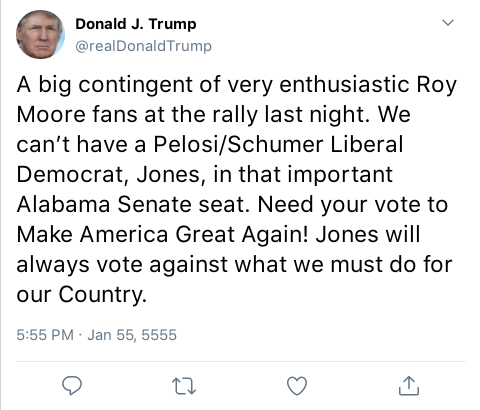 Donald J. Trump
@realDonaldTrump
A big contingent of very enthusiastic Roy
Moore fans at the rally last night. We
can’t have a Pelosi/Schumer Liberal
Democrat, Jones, in that important
Alabama Senate seat. Need your vote to
Make America Great Again! Jones will
always vote against what we must do for
our Country.
5:55 PM · Jan 55, 5555